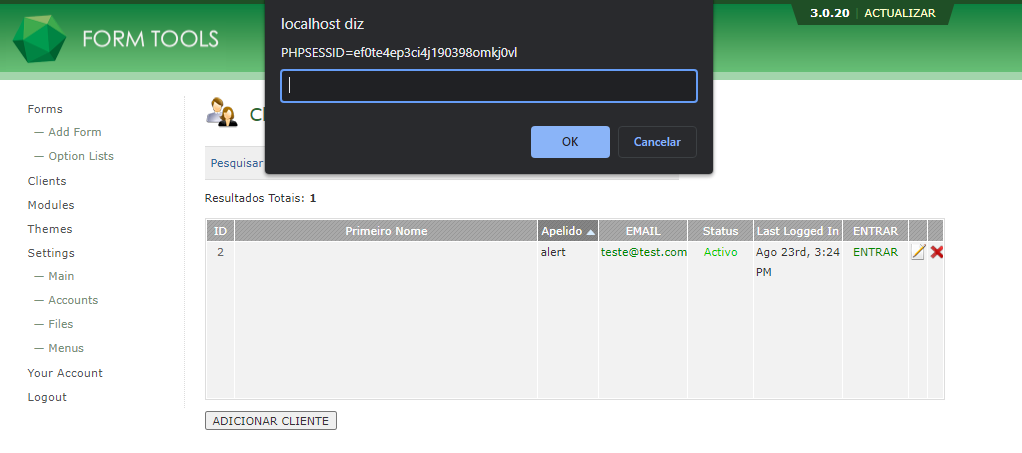 FORM TOOLS
3.0.20 ACTUALIZAR
localhost diz
PHPSESSID=ef0te4ep3ci4j190398omkj0vl
OK
Cancelar
Forms
— Add Form
— Option Lists
Clients
Modules
Themes
Settings
— Main
— Accounts
— Files
— Menus
Your Account
Logout
Pesquisar
Resultados Totais: 1
ID Primeiro Nome Apelido EMAIL Status Last Logged In ENTRAR
2 alert teste@test.com Activo Ago 23rd, 3:24 ENTRAR
PM
ADICIONAR CLIENTE